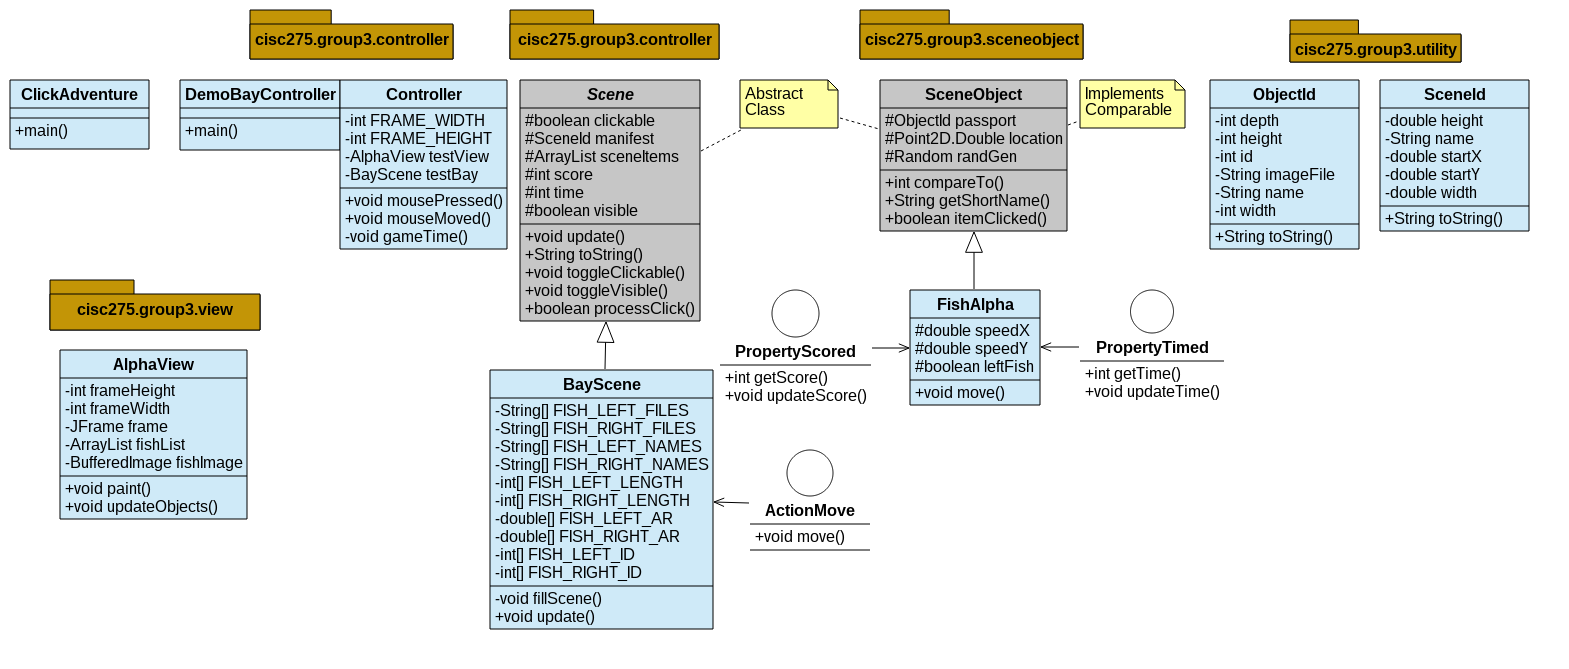 cisc275.group3.controller
cisc275.group3.controller
cisc275.group3.sceneobject
cisc275.group3.utility
ClickAdventure
+main()
DemoBayController
+main()
Controller
-int FRAME_WIDTH
-int FRAME_HEIGHT
-AlphaView testView
-BayScene testBay
+void mousePressed()
+void mouseMoved()
-void gameTime()
Scene
#boolean clickable
#SceneId manifest
#ArrayList sceneItems
#int score
#int time
#boolean visible
+void update()
+String toString()
+void toggleClickable()
+void toggleVisible()
+boolean processClick()
Abstract
Class
SceneObject
#ObjectId passport
#Point2D.Double location
#Random randGen
+int compareTo()
+String getShortName()
+boolean itemClicked()
Implements
Comparable
ObjectId
-int depth
-int height
-int id
-String imageFile
-String name
-int width
+String toString()
SceneId
-double height
-String name
-double startX
-double startY
-double width
+String toString()
cisc275.group3.view
AlphaView
-int frameHeight
-int frameWidth
-JFrame frame
-ArrayList fishList
-BufferedImage fishImage
+void paint()
+void updateObjects()
BayScene
-String[] FISH_LEFT_FILES
-String[] FISH_RIGHT_FILES
-String[] FISH_LEFT_NAMES
-String[] FISH_RIGHT_NAMES
-int[] FISH_LEFT_LENGTH
-int[] FISH_RIGHT_LENGTH
-double[] FISH_LEFT_AR
-double[] FISH_RIGHT_AR
-int[] FISH_LEFT_ID
-int[] FISH_RIGHT_ID
-void fillScene()
+void update()
PropertyScored
+int getScore()
+void updateScore()
FishAlpha
#double speedX
#double speedY
#boolean leftFish
+void move()
PropertyTimed
+int getTime()
+void updateTime()
ActionMove
+void move()